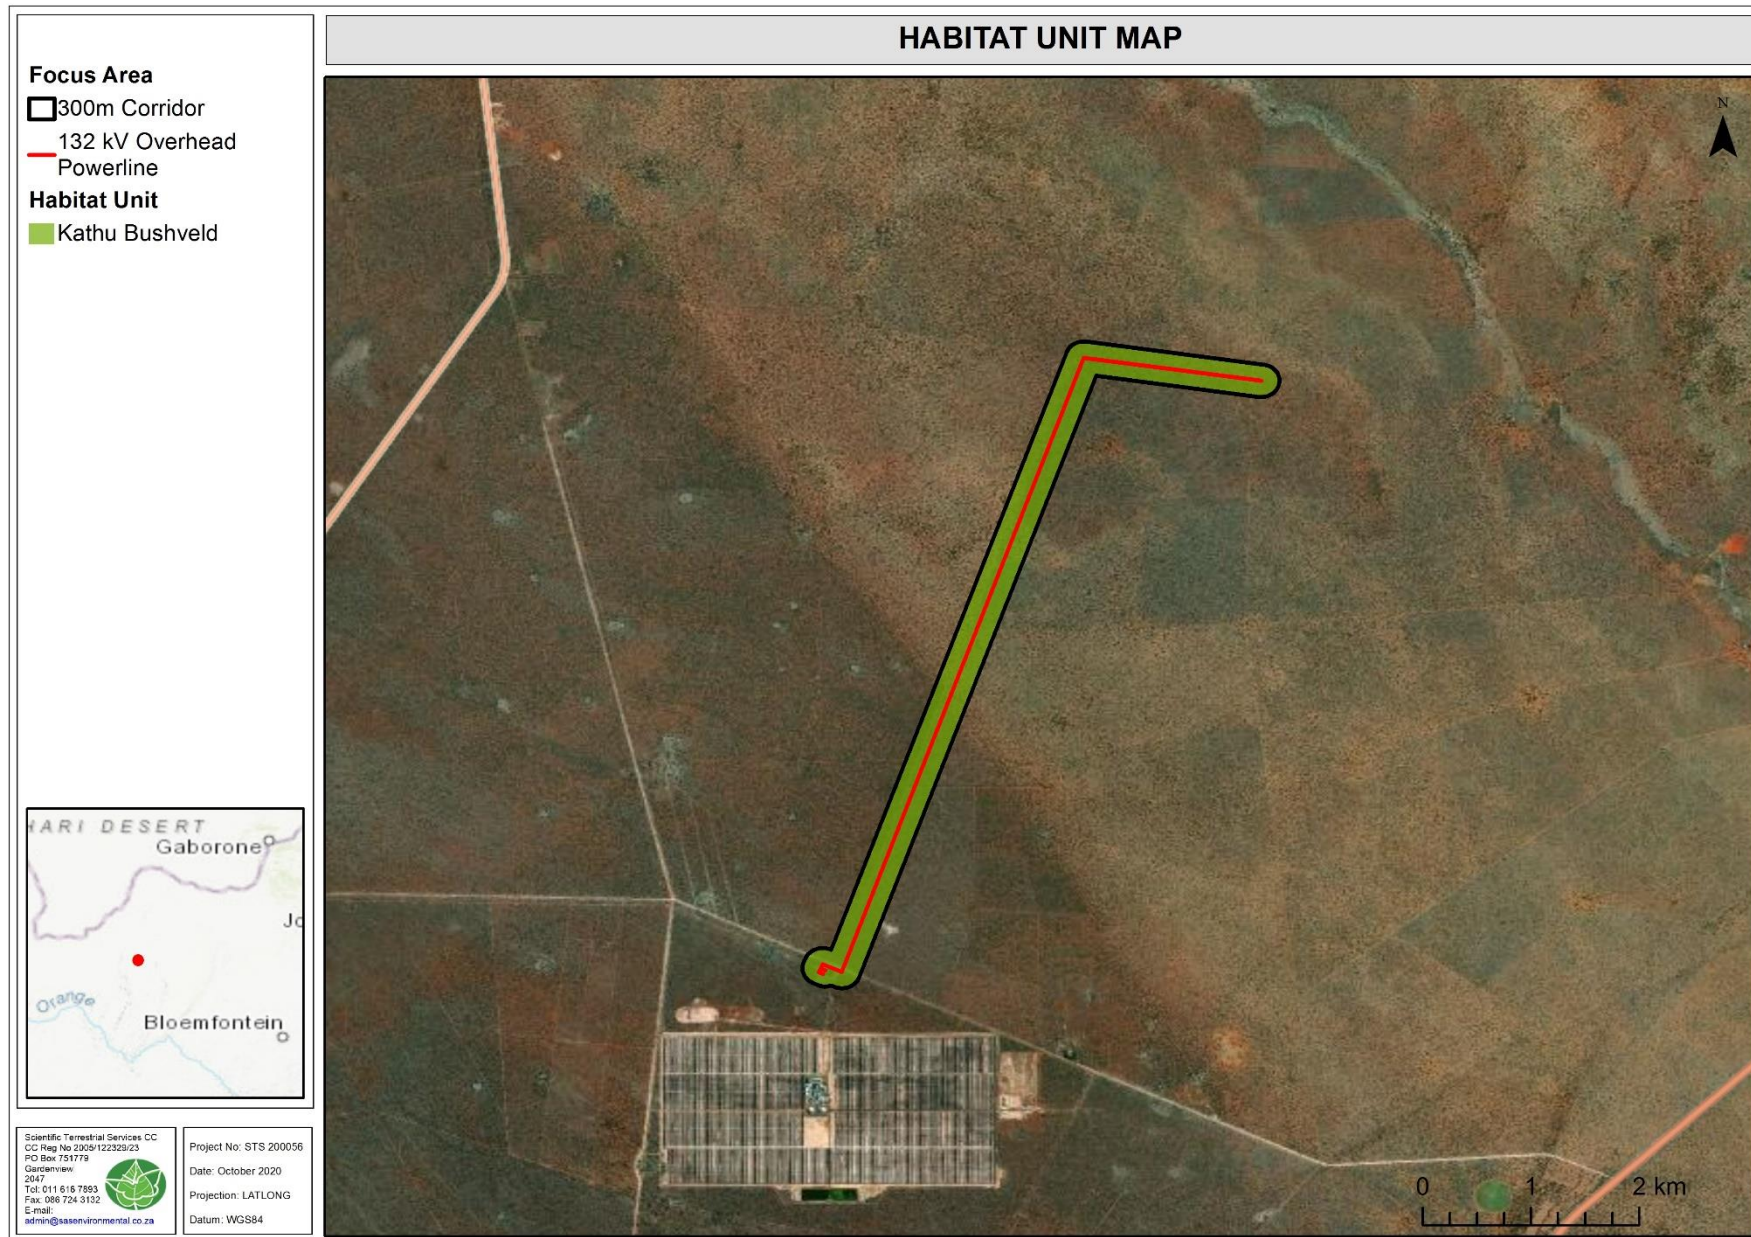 HABITAT UNIT MAP
Focus Area
300m Corridor
132 kV Overhead
Powerline
Habitat Unit
Kathu Bushveld
N
HARI DESERT
Gaborone
Jo
Orange
Bloemfontein
Scientific Terrestrial Services CC
CC Reg No 2005/122329/23
PO Box 751779
Gardenview
2047
Tel: 011 616 7893
Fax: 086 724 3132
E-mail:
admin@sasenvironmental.co.za
Project No: STS 200056
Date: October 2020
Projection: LATLONG
Datum: WGS84
0 1 2 km